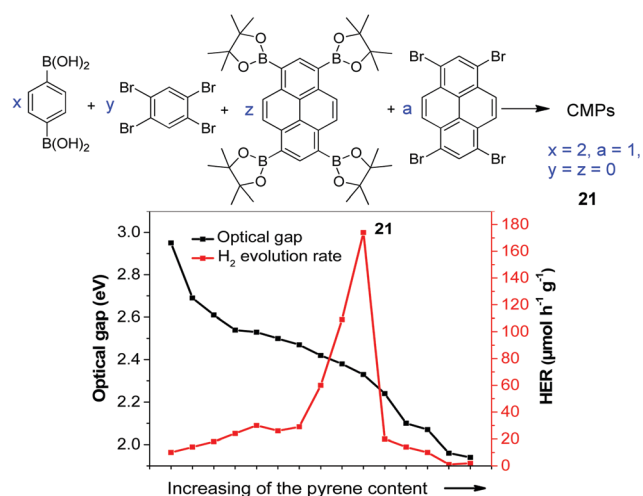 B(OH)2
B(OH)2
x
+
y
Br
Br
Br
Br
+
z
O
O
B
O
B
O
O
B
O
O
B
O
+
a
Br
Br
Br
Br
CMPs
x = 2, a = 1,
y = z = 0
21
Optical gap (eV)
3.0
2.8
2.6
2.4
2.2
2.0
Optical gap
H2 evolution rate
21
180
160
140
120
100
80
60
40
20
0
HER (µmol h-1 g-1)
Increasing of the pyrene content